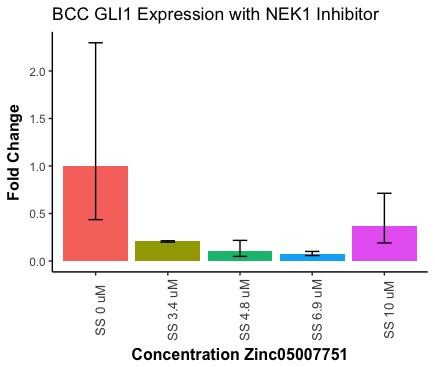 BCC GLI1 Expression with NEK1 Inhibitor
Fold Change
2.0
1.5
1.0
0.5
0.0
SS 0 uM
SS 3.4 uM
SS 4.8 uM
SS 6.9 uM
SS 10 uM
Concentration Zinc05007751